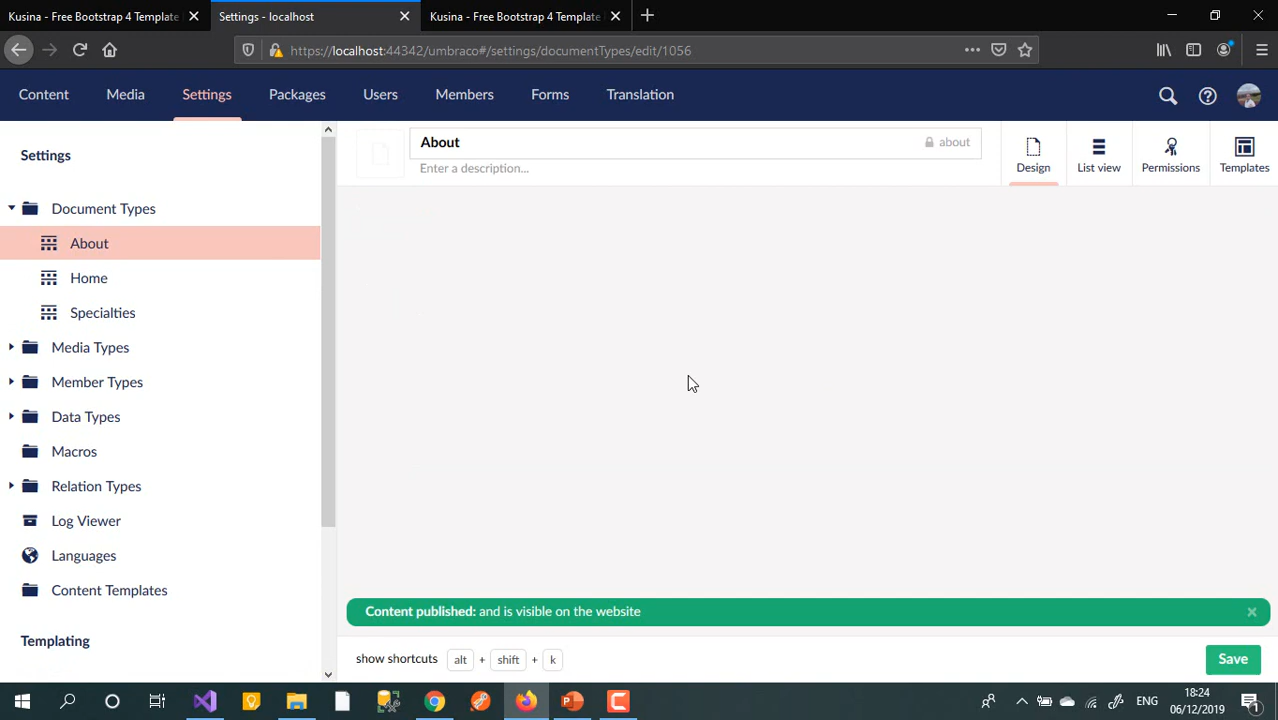 Kusina - Free Bootstrap 4 Template
Settings - localhost
Kusina - Free Bootstrap 4 Template
https://localhost:44342/umbraco#/settings/documentTypes/edit/1056
Content
Media
Settings
Packages
Users
Members
Forms
Translation
Settings
Document Types
About
Home
Specialties
Media Types
Member Types
Data Types
Macros
Relation Types
Log Viewer
Languages
Content Templates
Templating
About
about
Enter a description...
Design
List view
Permissions
Templates
Content published: and is visible on the website
show shortcuts alt + shift + k
Save
ENG
18:24
06/12/2019